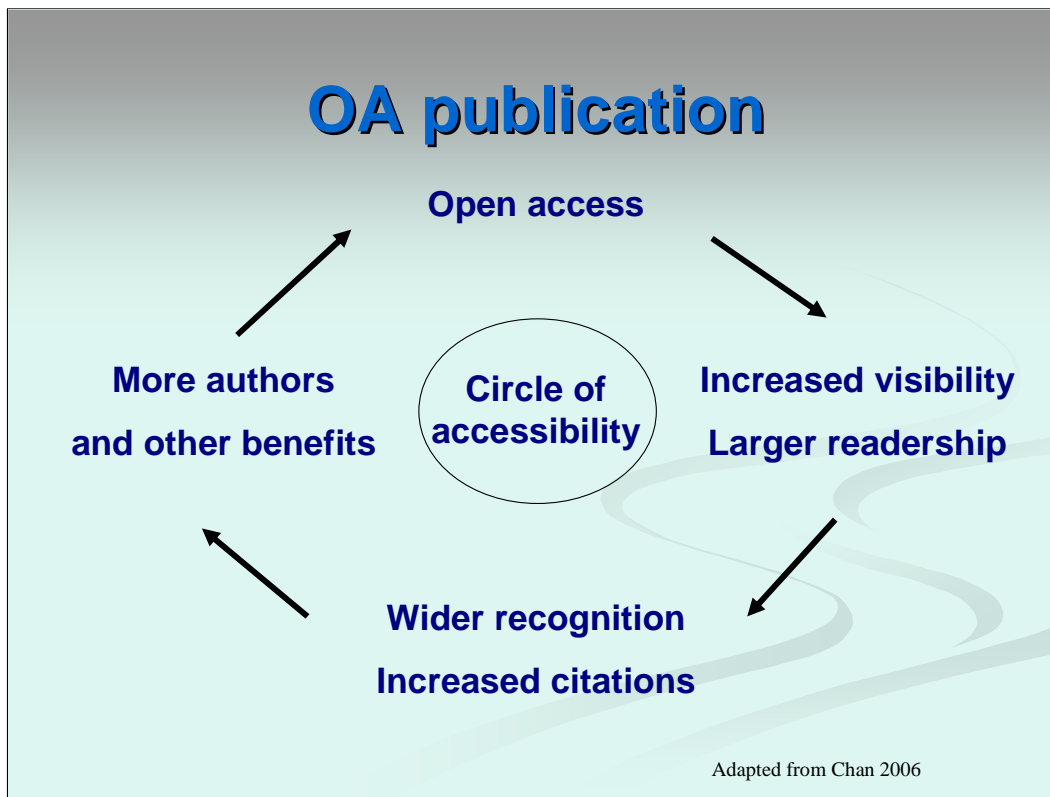 OA publication
Open access
More authors
and other benefits
Circle of
accessibility
Increased visibility
Larger readership
Wider recognition
Increased citations
Adapted from Chan 2006